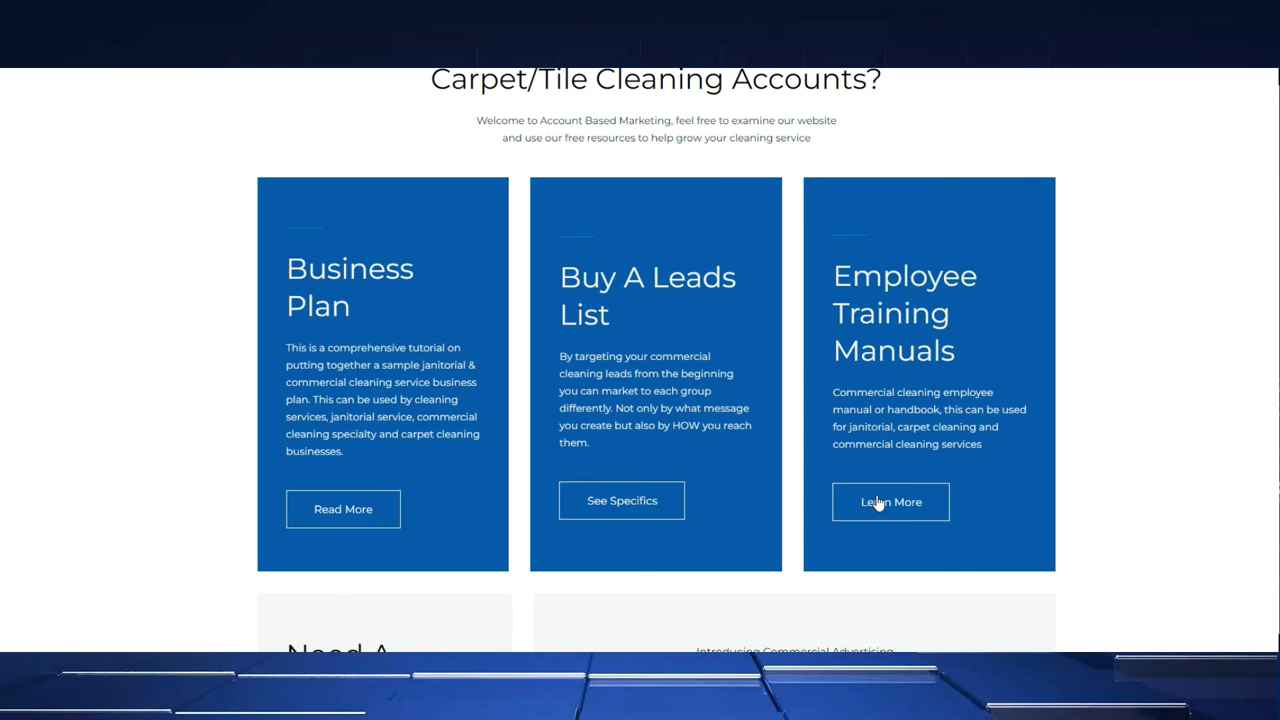 Carpet/Tile Cleaning Accounts?
Welcome to Account Based Marketing, feel free to examine our website
and use our free resources to help grow your cleaning service
Business
Plan
This is a comprehensive tutorial on
putting together a sample janitorial &
commercial cleaning service business
plan. This can be used by cleaning
services, janitorial service, commercial
cleaning specialty and carpet cleaning
businesses.
Read More
Buy A Leads
List
By targeting your commercial
cleaning leads from the beginning
you can market to each group
differently. Not only by what message
you create but also by HOW you reach
them.
See Specifics
Employee
Training
Manuals
Commercial cleaning employee
manual or handbook, this can be used
for janitorial, carpet cleaning and
commercial cleaning services
Learn More
Need A
Introducing Commercial Advertising